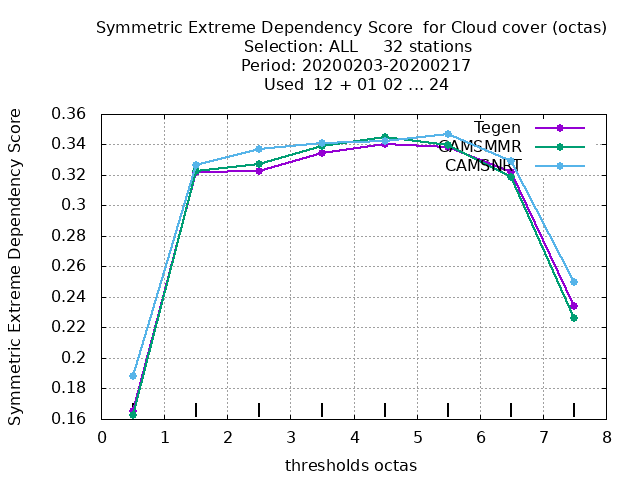 Symmetric Extreme Dependency Score  for Cloud cover (octas)
Selection: ALL     32 stations
Period: 20200203-20200217
Used  12 + 01 02 ... 24
Symmetric Extreme Dependency Score
0.36
0.34
0.32
0.3
0.28
0.26
0.24
0.22
0.2
0.18
0.16
Tegen
CAMSMMR
CAMSNRT
0 1 2 3 4 5 6 7 8
thresholds octas